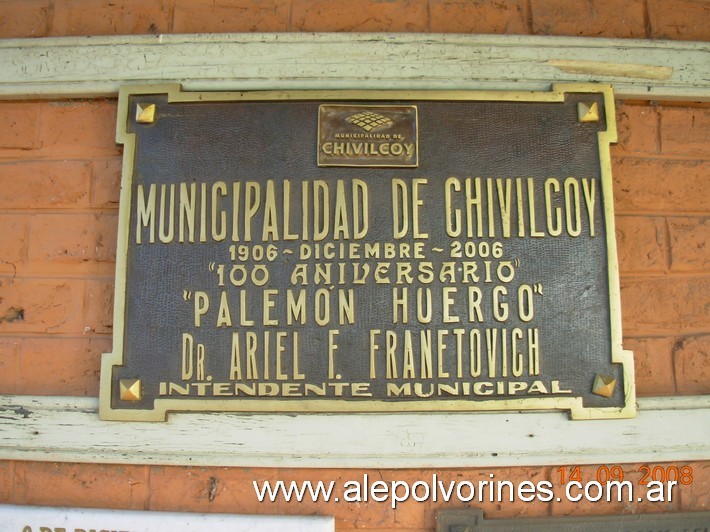 MUNICIPALIDAD DE
CHIVILCOY
MUNICIPALIDAD DE CHIVILCOY
1906 ~ DICIEMBRE ~ 2006
"100 ANIVERSARIO"
"PALEMÓN HUERGO"
DR. ARIEL F. FRANETOVICH
INTENDENTE MUNICIPAL
14 09 2008
www.alepolvorines.com.ar